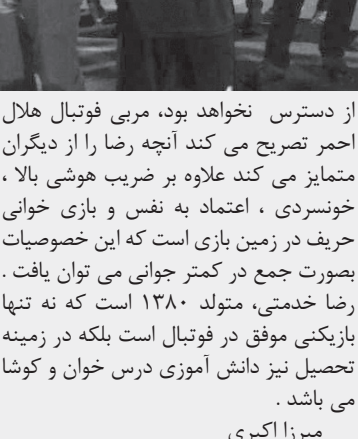 از دسترس نخواهد بود، مربی فوتبال هلال
احمر تصریح می کند آنچه رضا را از دیگران
متمایز می کند علاوه بر ضریب هوشی بالا ،
خونسردی ، اعتماد به نفس و بازی خوانی
حریف در زمین بازی است که این خصوصیات
بصورت جمع در کمتر جوانی می توان یافت .
رضا خدمتی، متولد ۱۳۸۰ است که نه تنها
بازیکنی موفق در فوتبال است بلکه در زمینه
تحصیل نیز دانش آموزی درس خوان و کوشا
می باشد .
میرزا اکبری